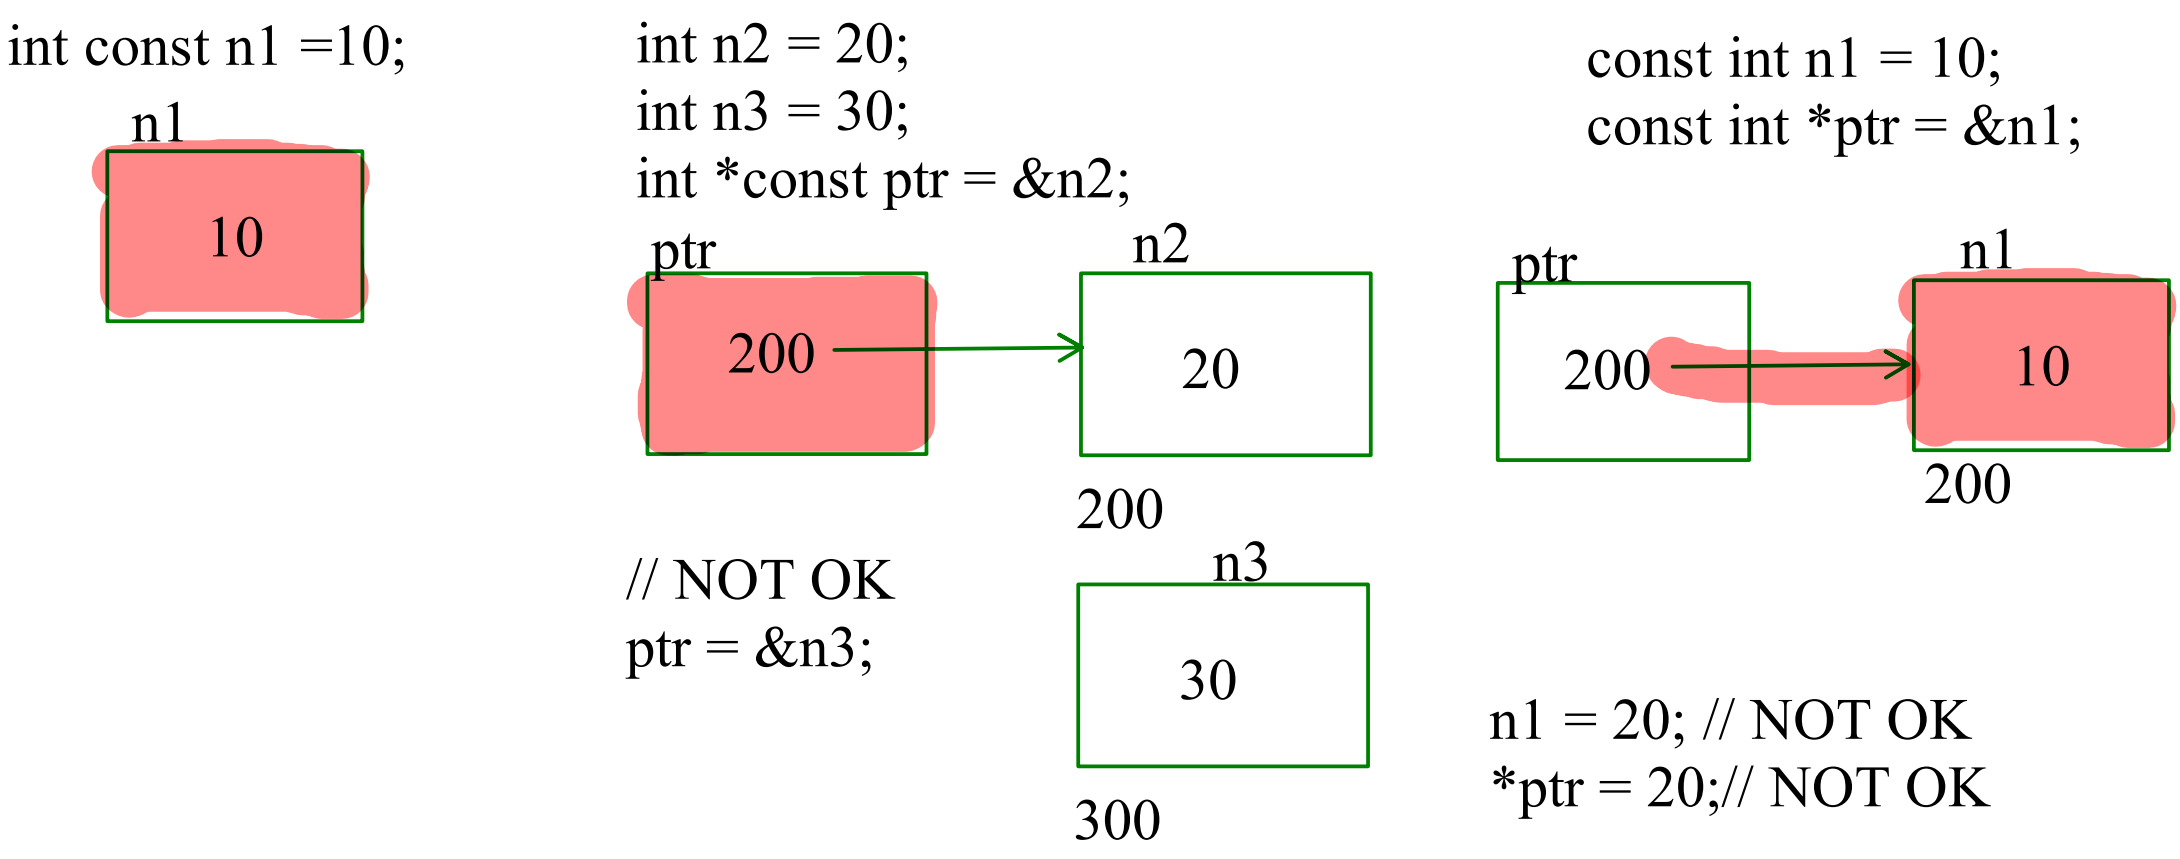 int const n1 =10;
n1
10
int n2 = 20;
int n3 = 30;
int *const ptr = &n2;
ptr
n2
200
20
200
n3
30
300
// NOT OK
ptr = &n3;
const int n1 = 10;
const int *ptr = &n1;
ptr
n1
200
10
200
n1 = 20; // NOT OK
*ptr = 20;// NOT OK